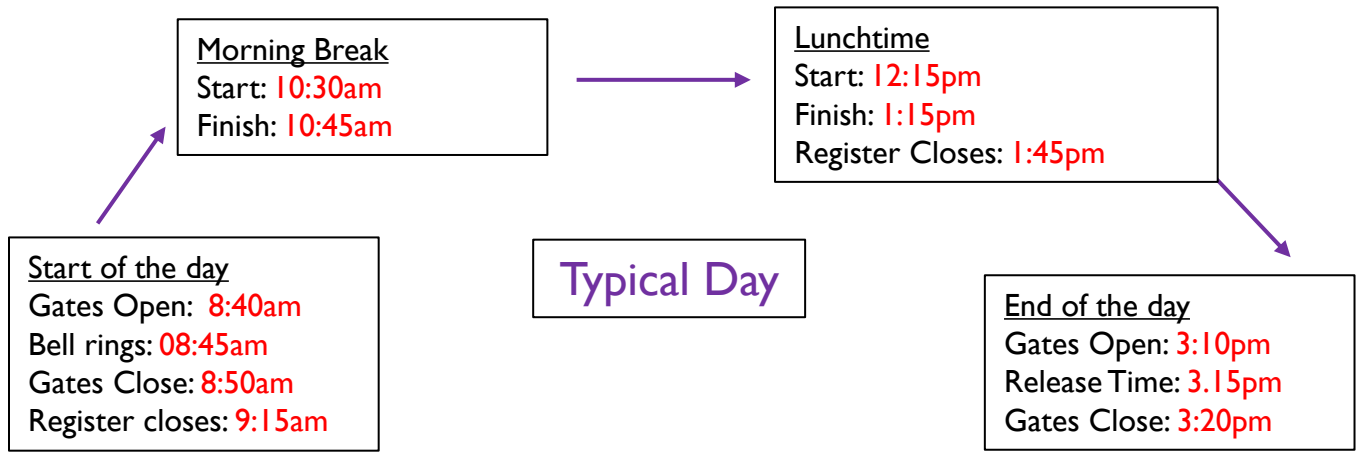 Morning Break
Start: 10:30am
Finish: 10:45am
Lunchtime
Start: 12:15pm
Finish: 1:15pm
Register Closes: 1:45pm
Start of the day
Gates Open:  8:40am
Bell rings: 08:45am
Gates Close: 8:50am
Register closes: 9:15am
Typical Day
End of the day
Gates Open: 3:10pm
Release Time: 3.15pm
Gates Close: 3:20pm